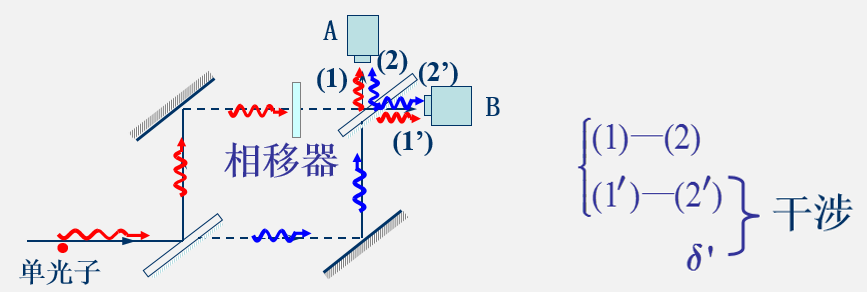 A
(1)
(2)
(2’)
B
(1’)
相移器
单光子
(1)—(2)
(1′)—(2′)
δ'
干涉